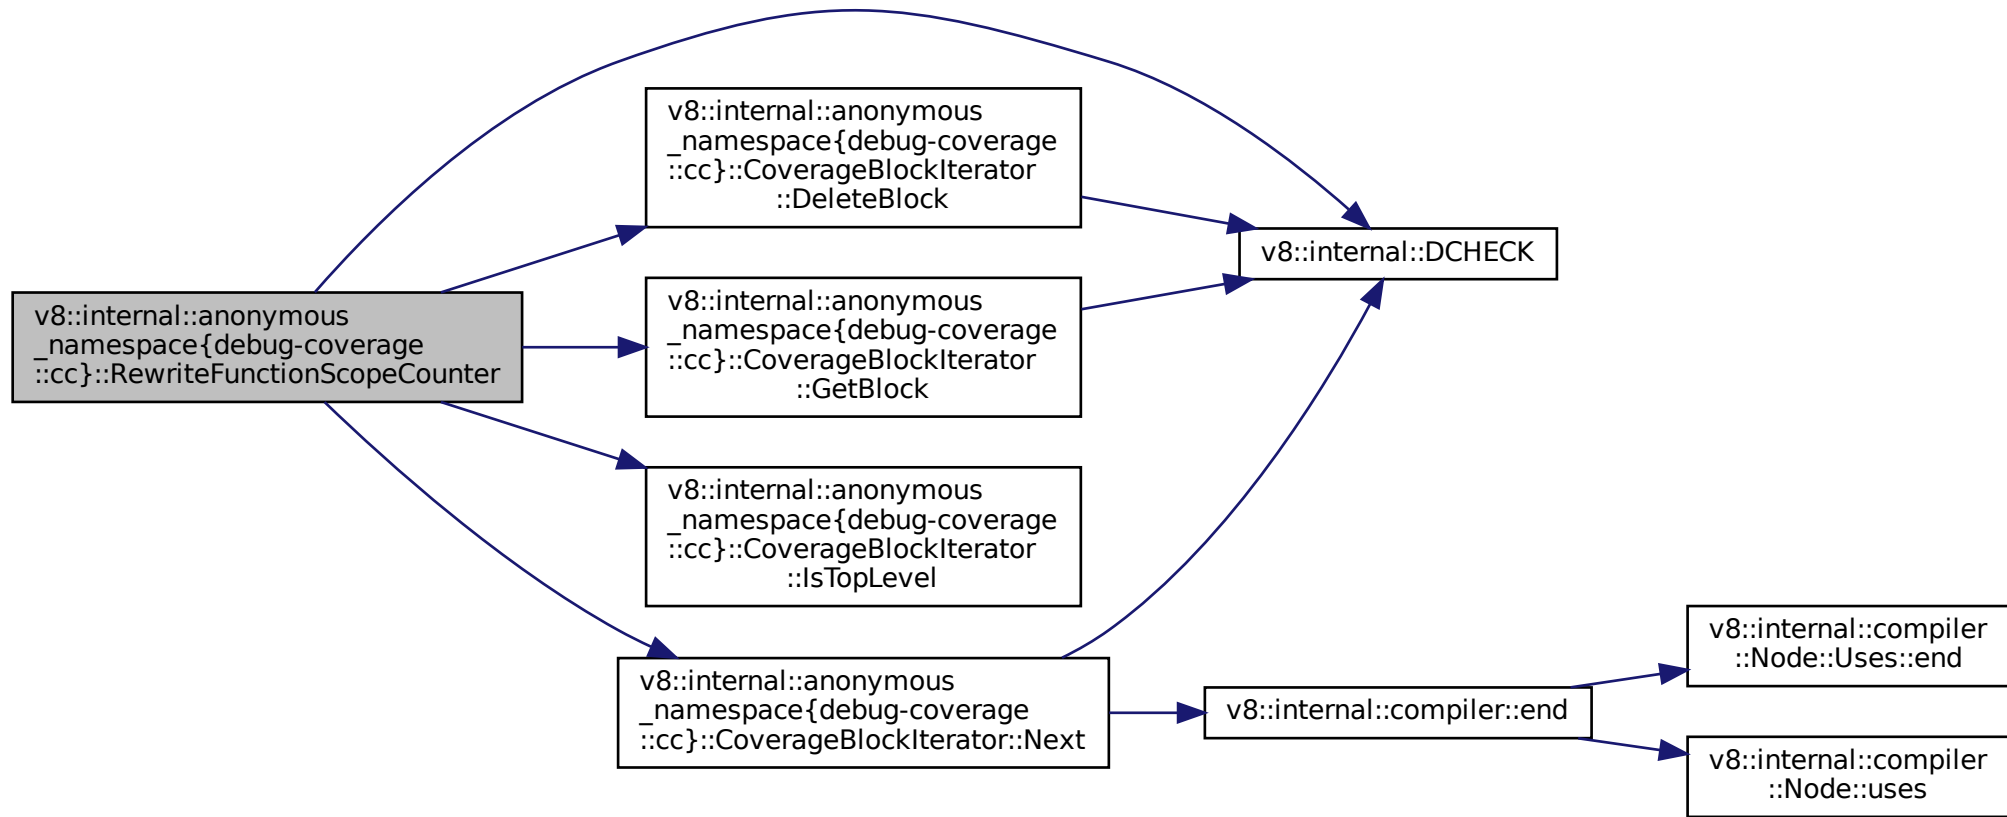 v8::internal::anonymous
_namespace{debug-coverage
::cc}::RewriteFunctionScopeCounter
v8::internal::anonymous
_namespace{debug-coverage
::cc}::CoverageBlockIterator
::DeleteBlock
v8::internal::anonymous
_namespace{debug-coverage
::cc}::CoverageBlockIterator
::GetBlock
v8::internal::anonymous
_namespace{debug-coverage
::cc}::CoverageBlockIterator
::IsTopLevel
v8::internal::anonymous
_namespace{debug-coverage
::cc}::CoverageBlockIterator::Next
v8::internal::DCHECK
v8::internal::compiler::end
v8::internal::compiler
::Node::Uses::end
v8::internal::compiler
::Node::uses